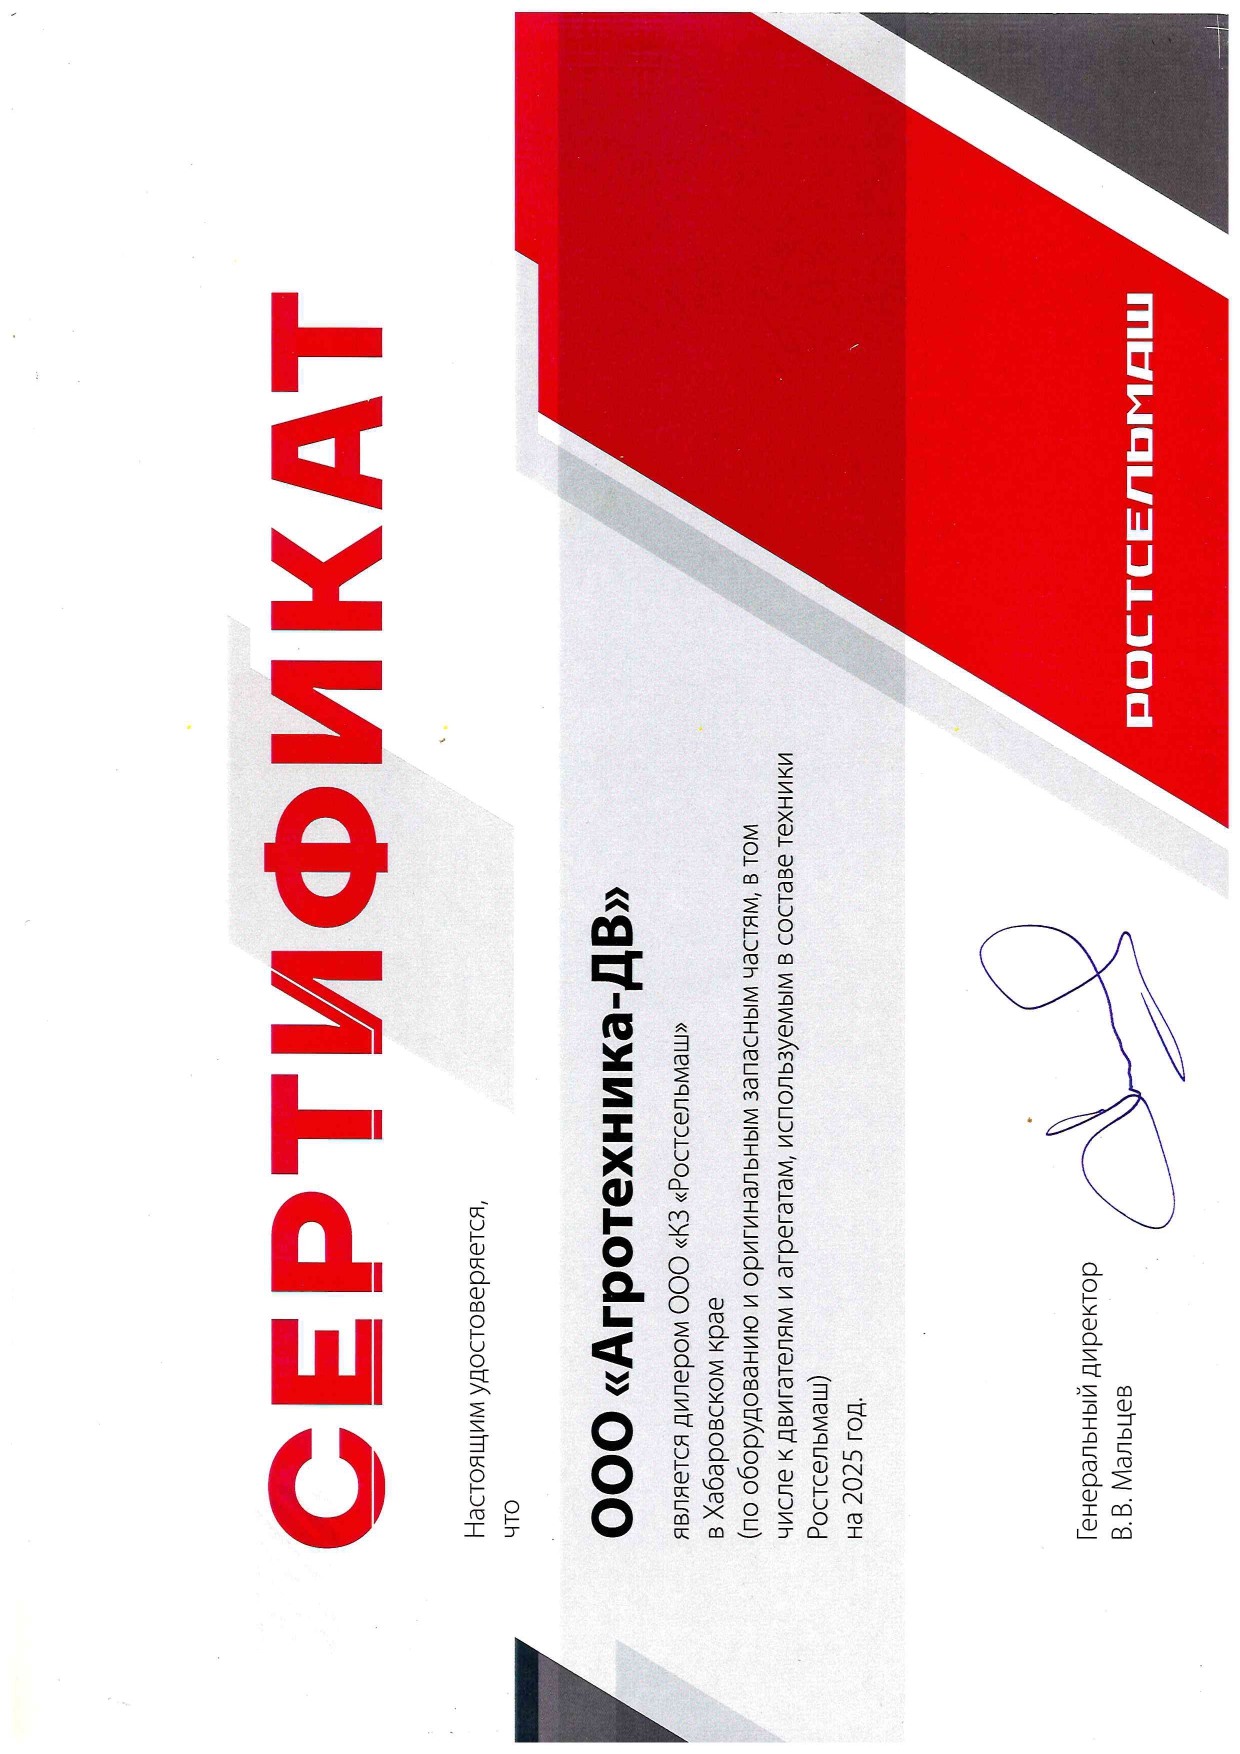 СЕРТИФИКАТ
Настоящим удостоверяется,
что
ООО «Агротехника-ДВ»
является дилером ООО «КЗ «Ростсельмаш»
в Хабаровском крае
(по оборудованию и оригинальным запасным частям, в том
числе к двигателям и агрегатам, используемым в составе техники
Ростсельмаш)
на 2025 год.
Генеральный директор
В.В. Мальцев
РОСТСЕЛЬМАШ